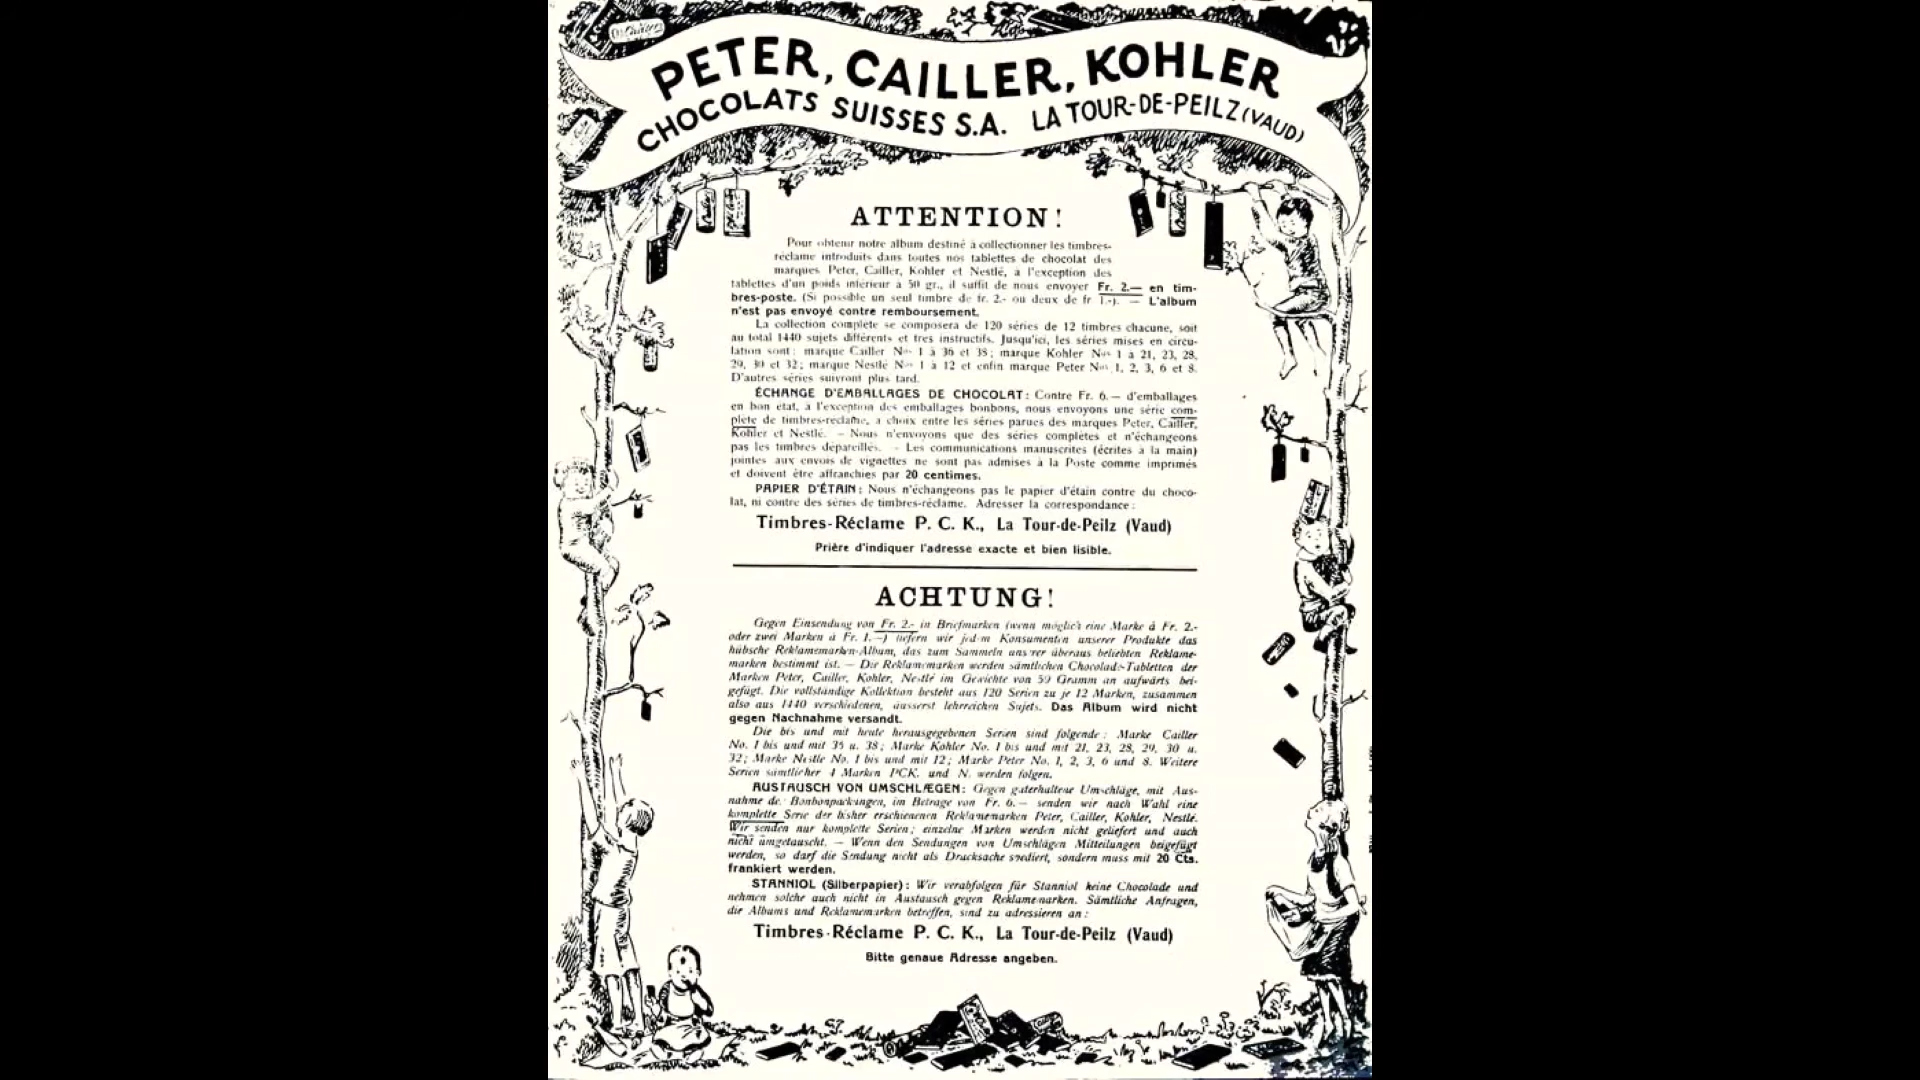 PETER, CAILLER, KOHLER
CHOCOLATS SUISSES S.A. LA TOUR-DE-PEILZ (VAUD)
ATTENTION!
Pour obtenir notre album destiné à collectionner les timbres-
réclame introduits dans toutes nos tablettes de chocolat des
marques Peter, Cailler, Kohler et Nestlé, à l'exception des
tablettes d'un poids inférieur à 50 gr., il suffit de nous envoyer Fr. 2.— en tim-
bres-poste. (Si possible un seul timbre de fr. 2.- ou deux de fr 1.-). — L'album
n'est pas envoyé contre remboursement.
La collection complète se composera de 120 séries de 12 timbres chacune, soit
au total 1440 sujets différents et très instructifs. Jusqu'ici, les séries mises en circu-
lation sont: marque Cailler Nos 1 à 36 et 38; marque Kohler Nos 1 à 21, 23, 28,
29, 30 et 32; marque Nestlé Nos 1 à 12 et enfin marque Peter Nos 1, 2, 3, 6 et 8.
D'autres séries suivront plus tard.
ÉCHANGE D'EMBALLAGES DE CHOCOLAT: Contre Fr. 6.— d'emballages
en bon état, à l'exception des emballages bonbons, nous envoyons une série com-
plète de timbres-reclame, à choix entre les séries parues des marques Peter, Cailler,
Kohler et Nestlé. — Nous n'envoyons que des séries complètes et n'échangeons
pas les timbres dépareillés. — Les communications manuscrites (écrites à la main)
jointes aux envois de vignettes ne sont pas admises à la Poste comme imprimés
et doivent être affranchies par 20 centimes.
PAPIER D'ÉTAIN: Nous n'échangeons pas le papier d'étain contre du choco-
lat, ni contre des séries de timbres-réclame. Adresser la correspondance:
Timbres-Réclame P. C. K., La Tour-de-Peilz (Vaud)
Prière d'indiquer l'adresse exacte et bien lisible.
ACHTUNG!
Gegen Einsendung von Fr. 2.- in Briefmarken (wenn möglich eine Marke à Fr. 2.-
oder zwei Marken à Fr. 1.—) liefern wir jedem Konsumenten unserer Produkte das
hübsche Reklamemarken-Album, das zum Sammeln unserer überaus beliebten Reklame-
marken bestimmt ist. — Die Reklamemarken werden sämtlichen Chocolade-Tabletten der
Marken Peter, Cailler, Kohler, Nestlé im Gewichte von 50 Gramm an aufwärts bei-
gefügt. Die vollständige Kollektion besteht aus 120 Serien zu je 12 Marken, zusammen
also aus 1440 verschiedenen, äusserst lehrreichen Sujets. Das Album wird nicht
gegen Nachnahme versandt.
Die bis und mit heute herausgegebenen Serien sind folgende: Marke Cailler
No. 1 bis und mit 35 u. 38; Marke Kohler No. 1 bis und mit 21, 23, 28, 29, 30 u.
32; Marke Nestle No. 1 bis und mit 12; Marke Peter No. 1, 2, 3, 6 und 8. Weitere
Serien sämtlicher 4 Marken PCK. und N. werden folgen.
AUSTAUSCH VON UMSCHLÆGEN: Gegen guterhaltene Umschläge, mit Aus-
nahme der Bonbonpackungen, im Betrage von Fr. 6.— senden wir nach Wahl eine
komplette Serie der bisher erschienenen Reklamemarken Peter, Cailler, Kohler, Nestlé.
Wir senden nur komplette Serien; einzelne Marken werden nicht geliefert und auch
nicht umgetauscht. — Wenn den Sendungen von Umschlägen Mitteilungen beigefügt
werden, so darf die Sendung nicht als Drucksache spediert, sondern muss mit 20 Cts.
frankiert werden.
STANNIOL (Silberpapier): Wir verabfolgen für Stanniol keine Chocolade und
nehmen solche auch nicht in Austausch gegen Reklamemarken. Sämtliche Anfragen,
die Albums und Reklamemarken betreffen, sind zu adressieren an:
Timbres-Réclame P. C. K., La Tour-de-Peilz (Vaud)
Bitte genaue Adresse angeben.